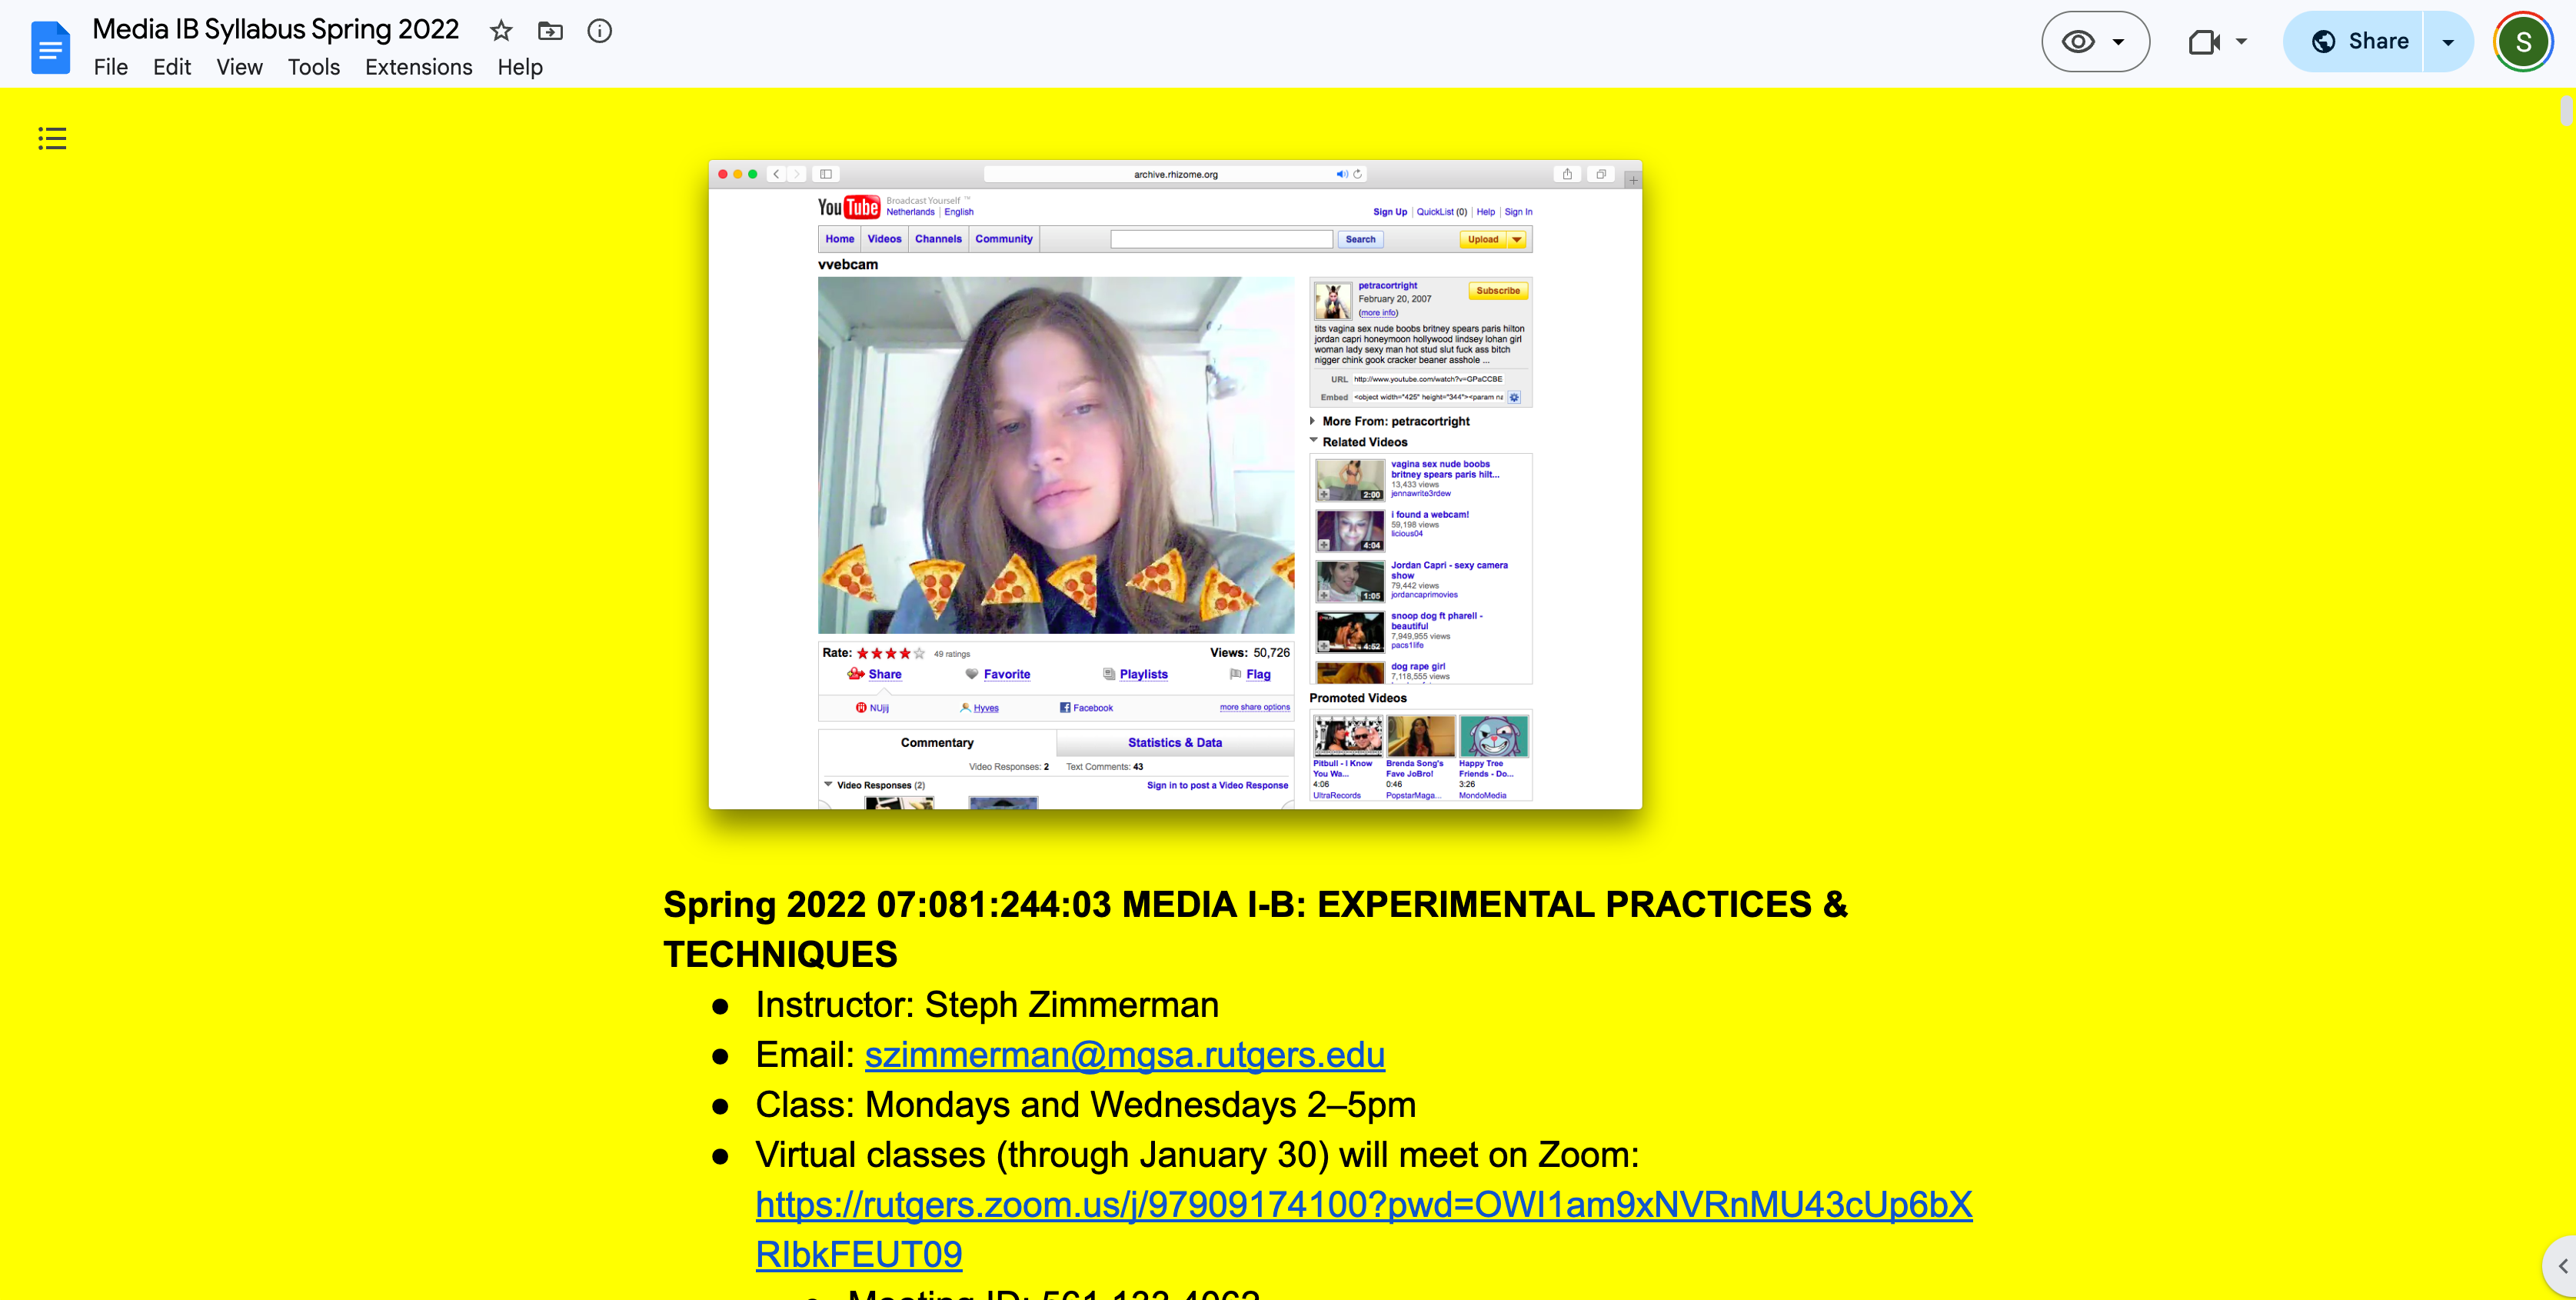 Media IB Syllabus Spring 2022
File Edit View Tools Extensions Help
Share
S
archive.rhizome.org
YouTube Broadcast Yourself ™
Netherlands | English
Sign Up | QuickList (0) | Help | Sign In
Home Videos Channels Community
Search
Upload
vvebcam
petracortright
February 20, 2007
(more info)
Subscribe
tits vagina sex nude boobs britney spears paris hilton
jordan capri honeymoon hollywood lindsey lohan girl
woman lady sexy man hot stud slut fuck ass bitch
nigger chink gook cracker beaner asshole ...
URL http://www.youtube.com/watch?v=GPaCCBE
Embed <object width="425" height="344"><param na
More From: petracortright
Related Videos
vagina sex nude boobs
britney spears paris hilt...
13,433 views
jennawrite3rdew
2:00
i found a webcam!
59,198 views
licious04
4:04
Jordan Capri - sexy camera
show
79,442 views
jordancaprimovies
1:05
snoop dog ft pharell -
beautiful
7,949,955 views
pacs1life
4:52
dog rape girl
7,118,555 views
Rate: 49 ratings
Views: 50,726
Share Favorite Playlists Flag
NUjij Hyves Facebook more share options
Commentary Statistics & Data
Video Responses: 2 Text Comments: 43
Video Responses (2) Sign in to post a Video Response
Promoted Videos
Pitbull - I Know
You Wa...
4:06
UltraRecords
Brenda Song's
Fave JoBro!
0:46
PopstarMaga...
Happy Tree
Friends - Do...
3:26
MondoMedia
Spring 2022 07:081:244:03 MEDIA I-B: EXPERIMENTAL PRACTICES &
TECHNIQUES
● Instructor: Steph Zimmerman
● Email: szimmerman@mgsa.rutgers.edu
● Class: Mondays and Wednesdays 2–5pm
● Virtual classes (through January 30) will meet on Zoom:
https://rutgers.zoom.us/j/97909174100?pwd=OWI1am9xNVRnMU43cUp6bX
RIbkFEUT09
Meeting ID: 561 133 4062